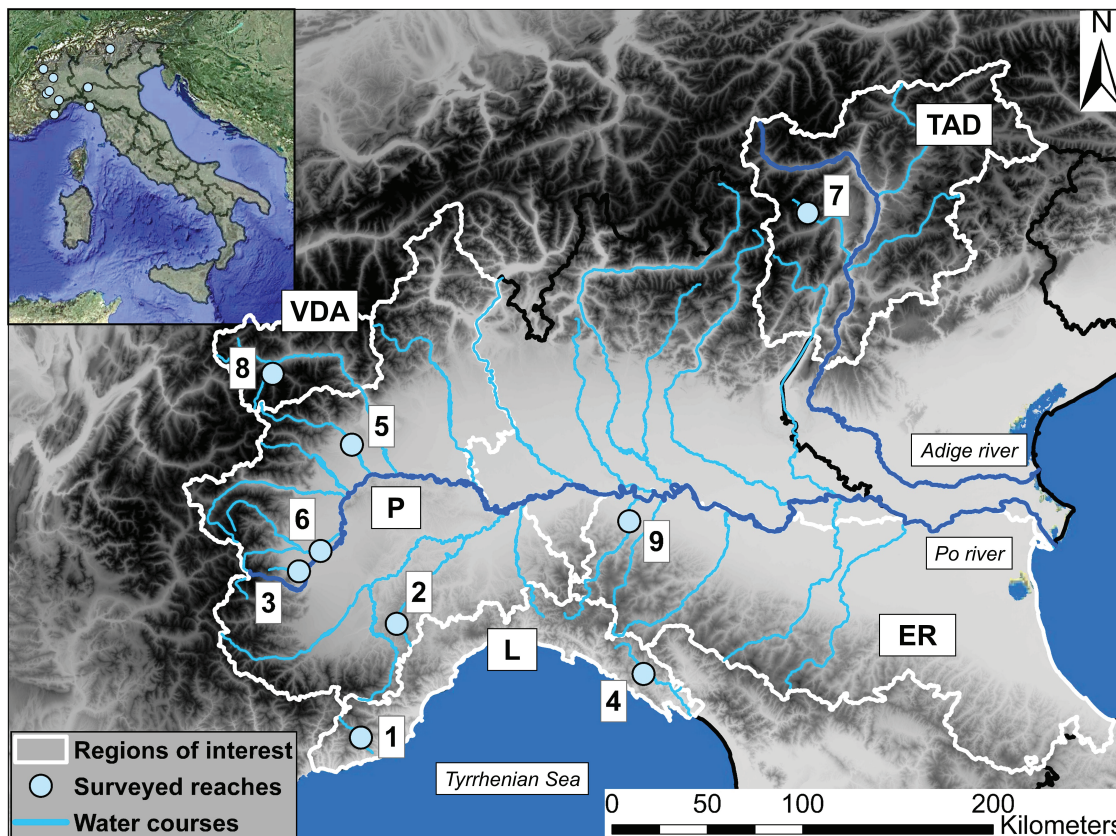 N
TAD
7
VDA
8
5
Adige river
P
6
9
Po river
3
2
ER
L
4
1
Regions of interest
Surveyed reaches
Water courses
Tyrrhenian Sea
0 50 100 200
Kilometers